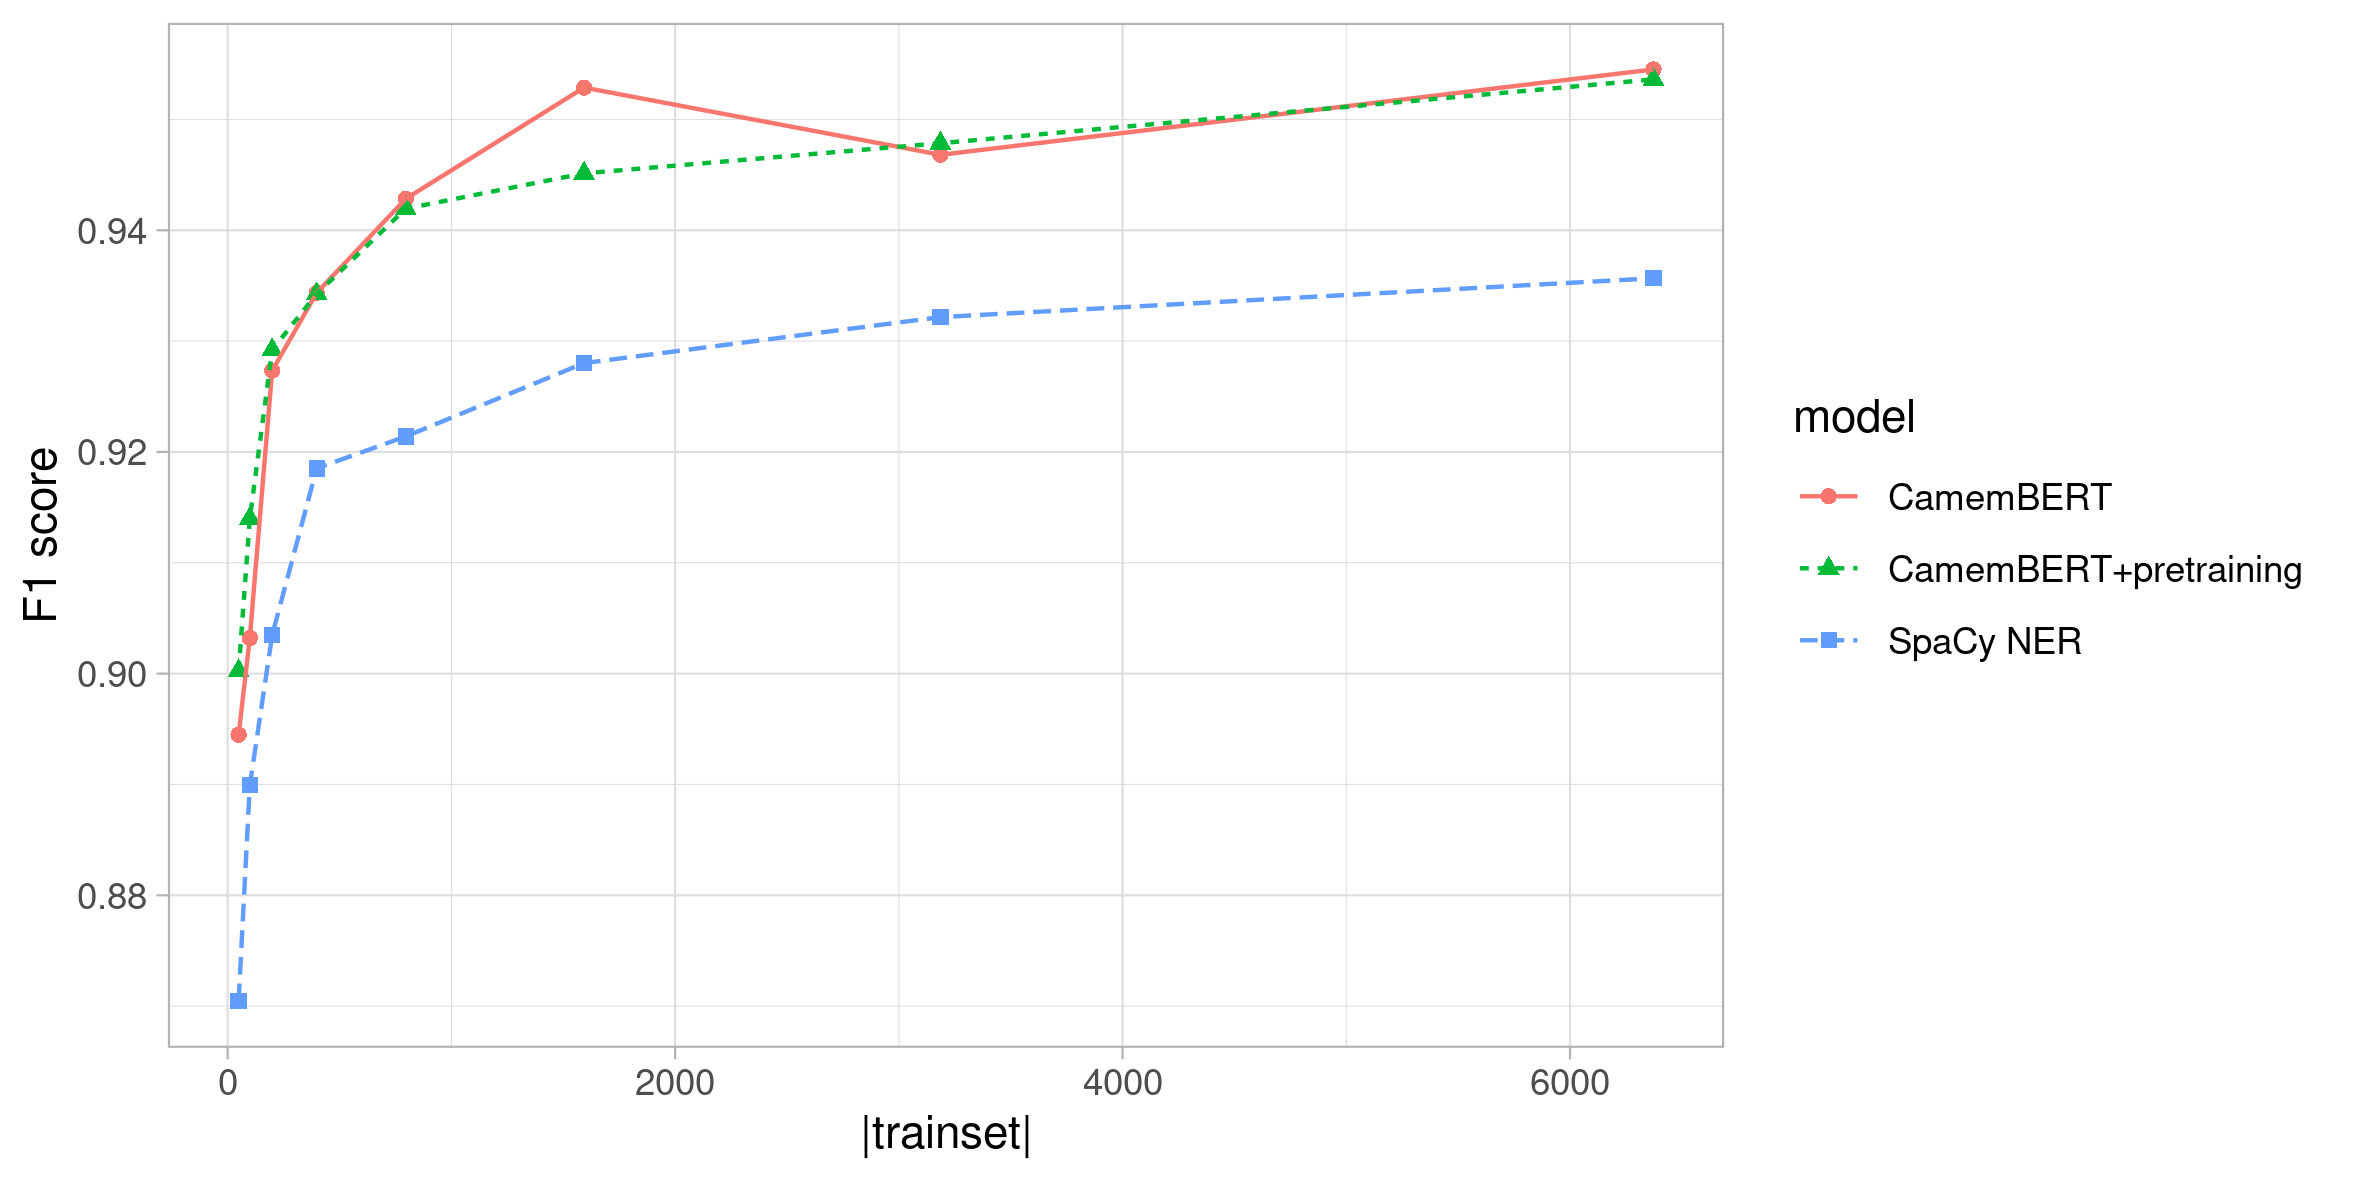 F1 score
0.94
0.92
0.90
0.88
0
2000
4000
6000
|trainset|
model
CamemBERT
CamemBERT+pretraining
SpaCy NER